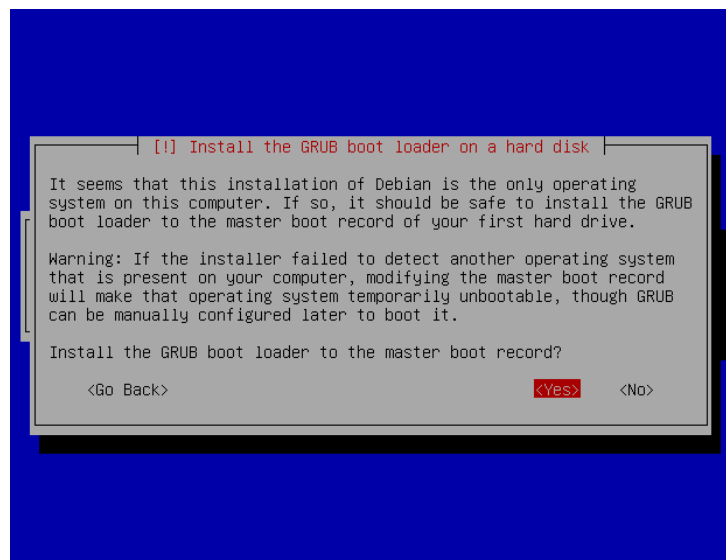 [!] Install the GRUB boot loader on a hard disk
It seems that this installation of Debian is the only operating
system on this computer. If so, it should be safe to install the GRUB
boot loader to the master boot record of your first hard drive.
Warning: If the installer failed to detect another operating system
that is present on your computer, modifying the master boot record
will make that operating system temporarily unbootable, though GRUB
can be manually configured later to boot it.
Install the GRUB boot loader to the master boot record?
<Go Back> <Yes> <No>